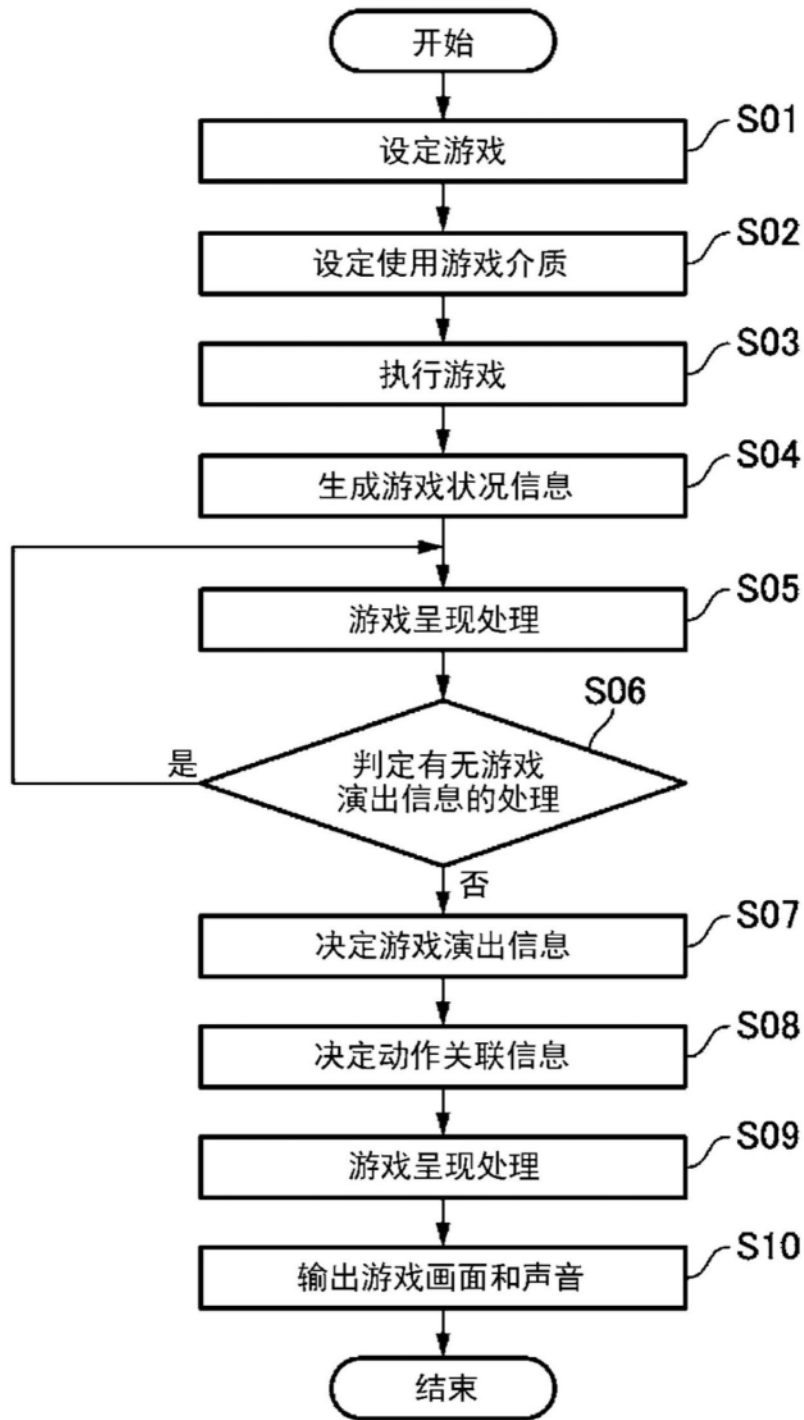 开始
S01
设定游戏
S02
设定使用游戏介质
S03
执行游戏
S04
生成游戏状况信息
S05
游戏呈现处理
S06
是
判定有无游戏
演出信息的处理
否
S07
决定游戏演出信息
S08
决定动作关联信息
S09
游戏呈现处理
S10
输出游戏画面和声音
结束